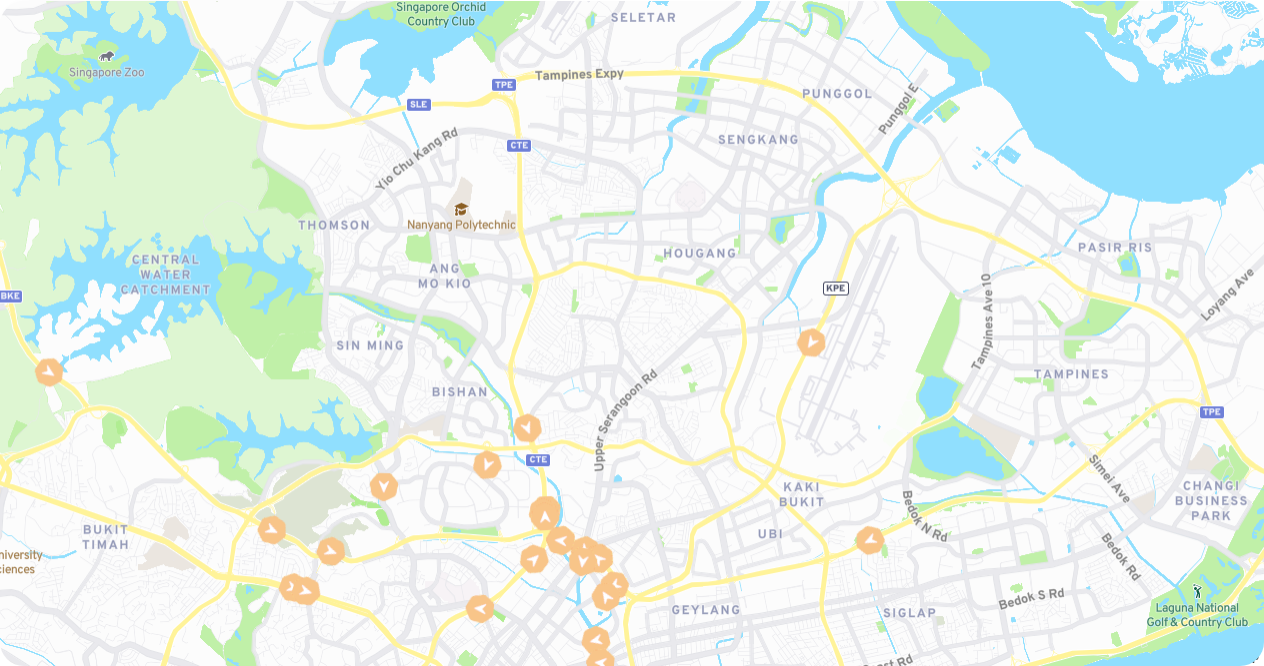 Singapore Orchid
Country Club
SELETAR
Singapore Zoo
Tampines Expy
TPE
SLE
PUNGGOL
Punggol E
Yio Chu Kang Rd
CTE
SENGKANG
Nanyang Polytechnic
THOMSON
HOUGANG
PASIR RIS
CENTRAL
WATER
CATCHMENT
ANG
MO KIO
BKE
KPE
Tampines Ave 10
Loyang Ave
SIN MING
BISHAN
TAMPINES
Upper Serangoon Rd
TPE
CTE
Simei Ave
KAKI
BUKIT
CHANGI
BUSINESS
PARK
Bedok N Rd
BUKIT
TIMAH
UBI
Bedok Rd
niversity
ciences
GEYLANG
SIGLAP
Bedok S Rd
Laguna National
Golf & Country Club
Rd